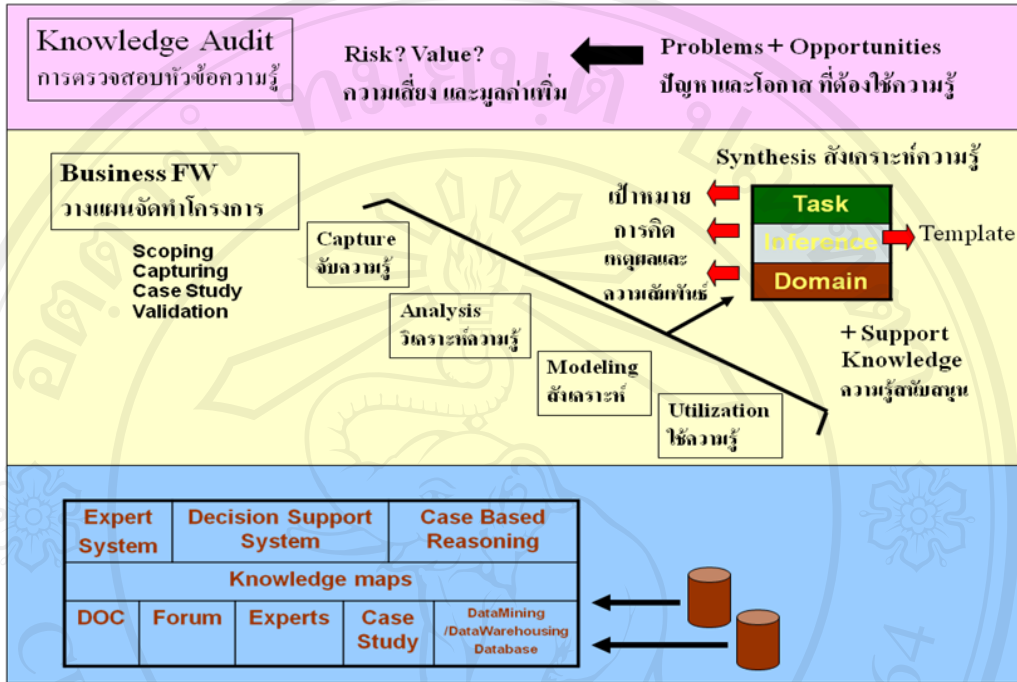 Knowledge Audit
การตรวจสอบหัวข้อความรู้
Risk? Value?
ความเสี่ยง และมูลค่าเพิ่ม
Problems + Opportunities
ปัญหาและโอกาส ที่ต้องใช้ความรู้
Business FW
วางแผนจัดทำโครงการ
Scoping
Capturing
Case Study
Validation
Capture
จับความรู้
Analysis
วิเคราะห์ความรู้
Modeling
สังเคราะห์
Utilization
ใช้ความรู้
Synthesis สังเคราะห์ความรู้
เป้าหมาย
การคิด
เหตุผลและ
ความสัมพันธ์
Task
Inference
Domain
Template
+ Support
Knowledge
ความรู้สนับสนุน
Expert
System
Decision Support
System
Case Based
Reasoning
Knowledge maps
DOC
Forum
Experts
Case
Study
DataMining
/DataWarehousing
Database